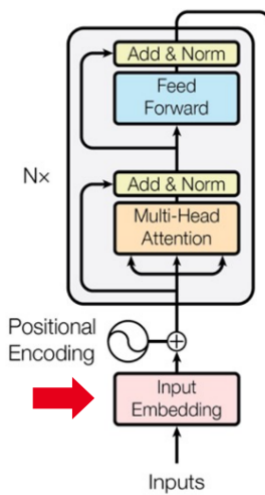 Add & Norm
Feed
Forward
N×
Add & Norm
Multi-Head
Attention
Positional
Encoding
Input
Embedding
Inputs